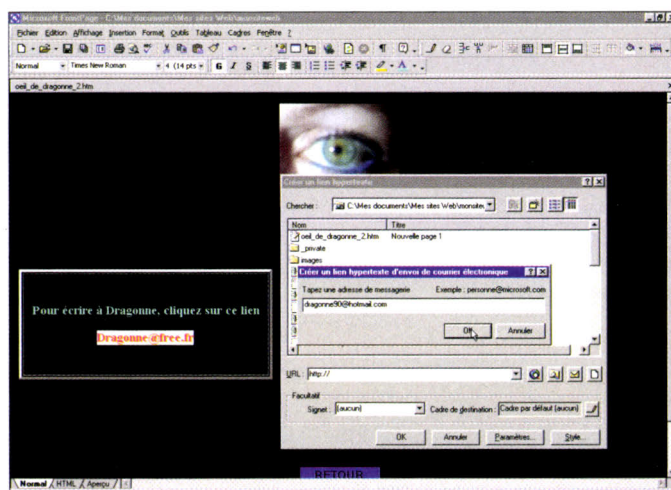 Microsoft FrontPage - C:\Mes documents\Mes sites Web\monsiteweb
Fichier Edition Affichage Insertion Format Outils Tableau Cadres Fenêtre ?
Normal Times New Roman 4 (14 pts) G I S
oeil_de_dragonne_2.htm
Créer un lien hypertexte
Chercher : C:\Mes documents\Mes sites Web\monsitew
Nom Titre
oeil_de_dragonne_2.htm Nouvelle page 1
_private
images
Créer un lien hypertexte d'envoi de courrier électronique
Tapez une adresse de messagerie Exemple : personne@microsoft.com
dragonne90@hotmail.com
OK Annuler
Pour écrire à Dragonne, cliquez sur ce lien
Dragonne@free.fr
URL : http://
Facultatif
Signet : (aucun) Cadre de destination : Cadre par défaut (aucun)
OK Annuler Paramètres... Style...
RETOUR
Normal HTML Aperçu